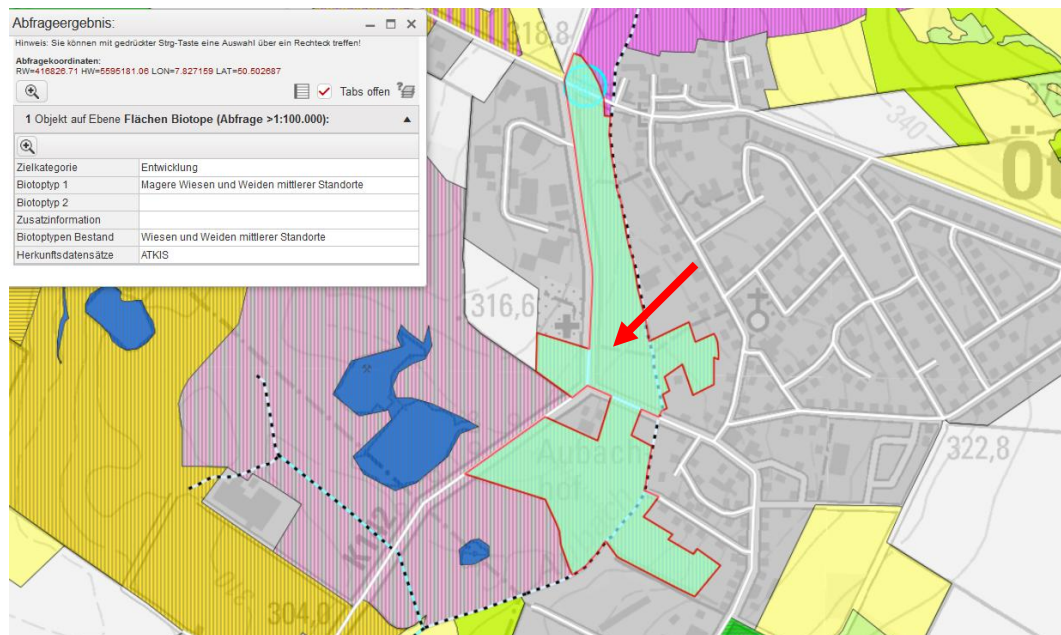 Abfrageergebnis:
Hinweis: Sie können mit gedrückter Strg-Taste eine Auswahl über ein Rechteck treffen!
Abfragekoordinaten:
RW=416826.71 HW=5595181.06 LON=7.827159 LAT=50.502687
Tabs offen
1 Objekt auf Ebene Flächen Biotope (Abfrage >1:100.000):
Zielkategorie Entwicklung
Biotoptyp 1 Magere Wiesen und Weiden mittlerer Standorte
Biotoptyp 2
Zusatzinformation
Biotoptypen Bestand Wiesen und Weiden mittlerer Standorte
Herkunftsdatensätze ATKIS
318,8
340
316,6
Aubach
322,8
310
304,8